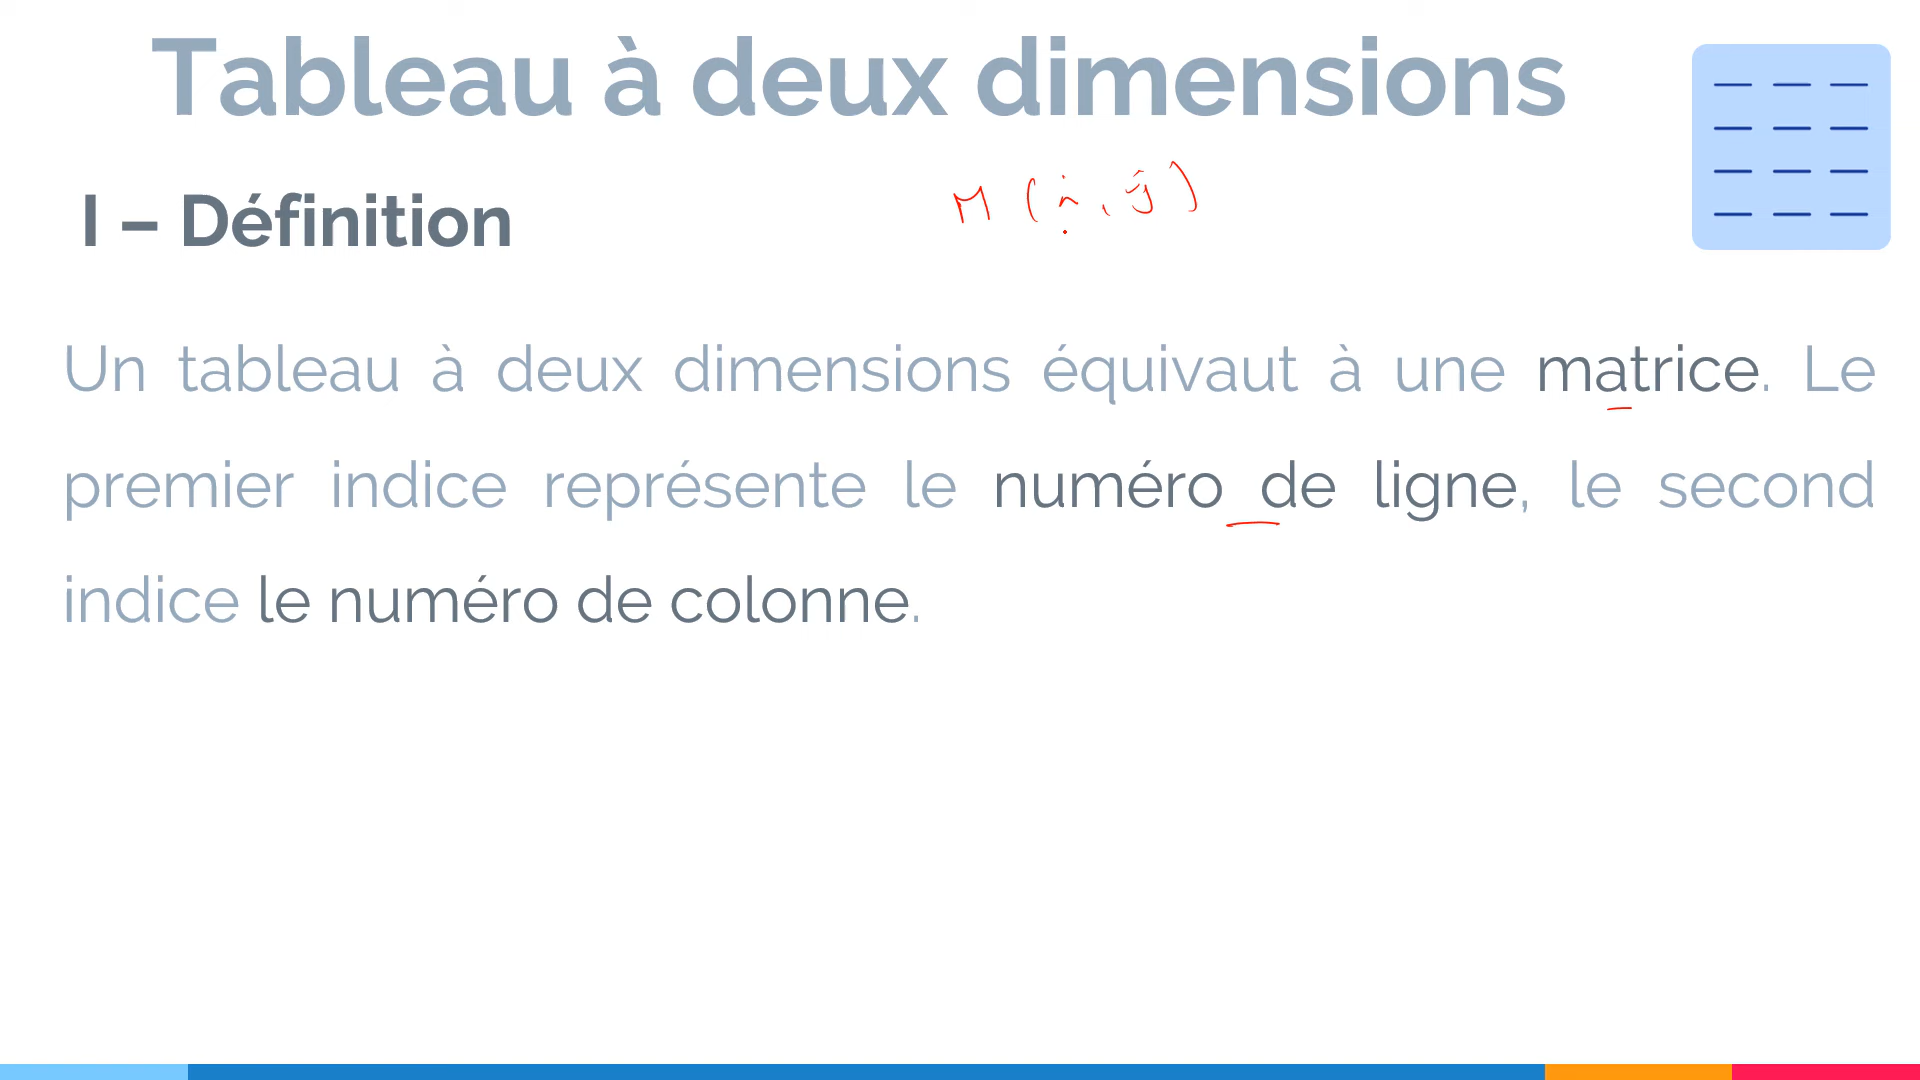 Tableau à deux dimensions
M (i, j)
I – Définition
Un tableau à deux dimensions équivaut à une matrice. Le
premier indice représente le numéro de ligne, le second
indice le numéro de colonne.